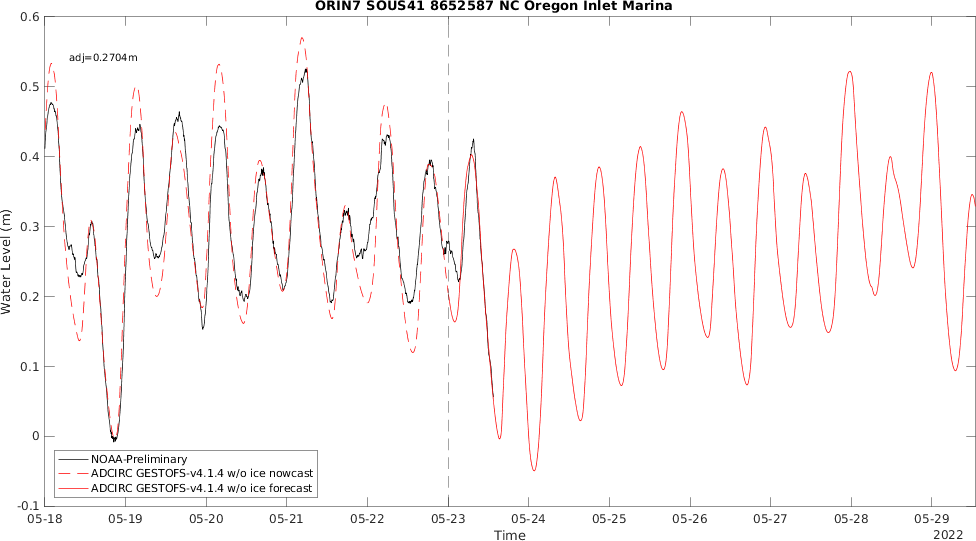 ORIN7 SOUS41 8652587 NC Oregon Inlet Marina
0.6
0.5
0.4
0.3
0.2
0.1
0
-0.1
Water Level (m)
adj=0.2704m
NOAA-Preliminary
ADCIRC GESTOFS-v4.1.4 w/o ice nowcast
ADCIRC GESTOFS-v4.1.4 w/o ice forecast
05-18 05-19 05-20 05-21 05-22 05-23 05-24 05-25 05-26 05-27 05-28 05-29
Time
2022